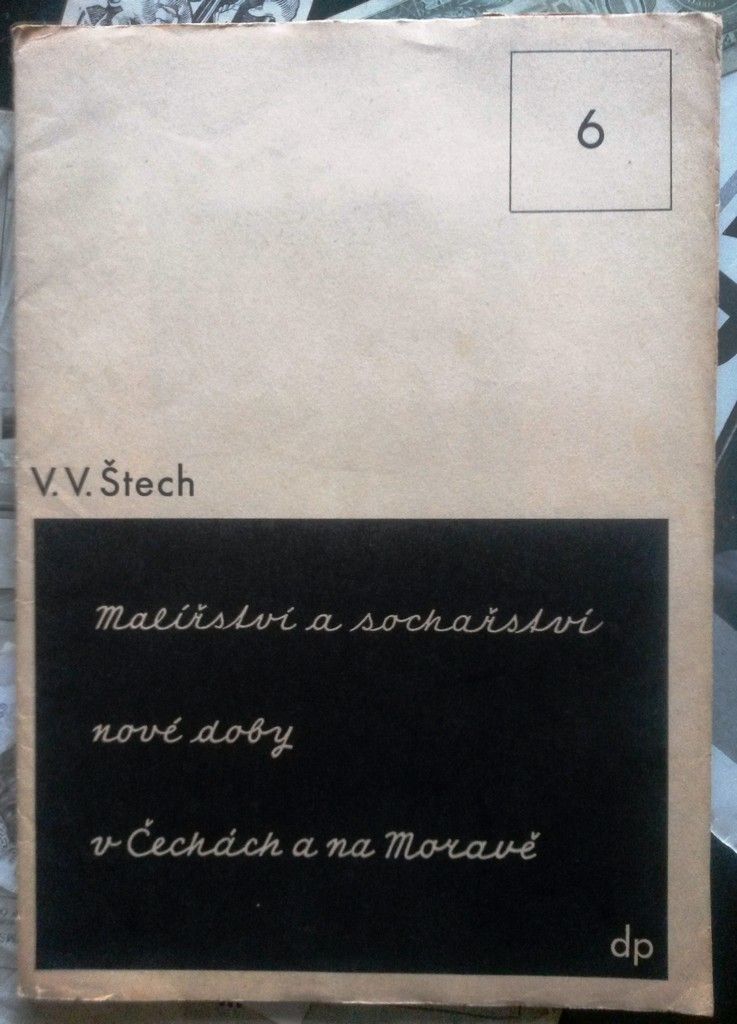 6
V. V. Štech
Malířství a sochařství
nové doby
v Čechách a na Moravě
dp